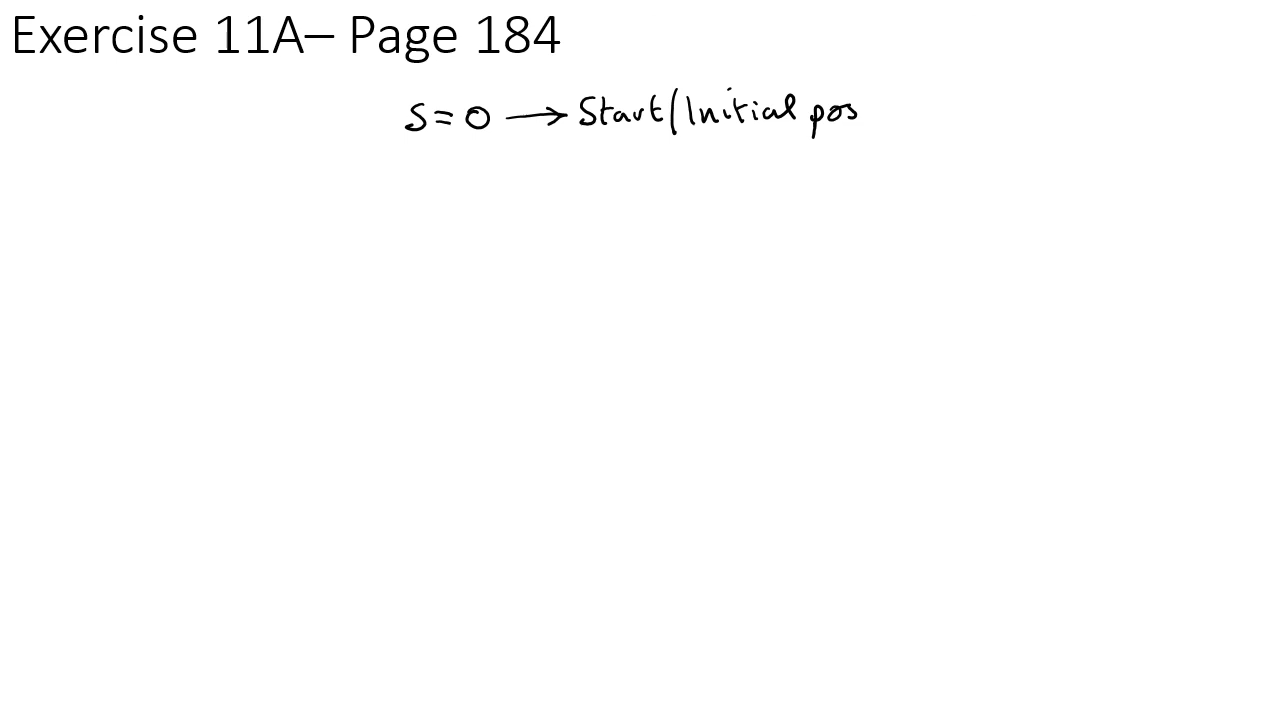 Exercise 11A– Page 184
S = 0 → Start/Initial pos